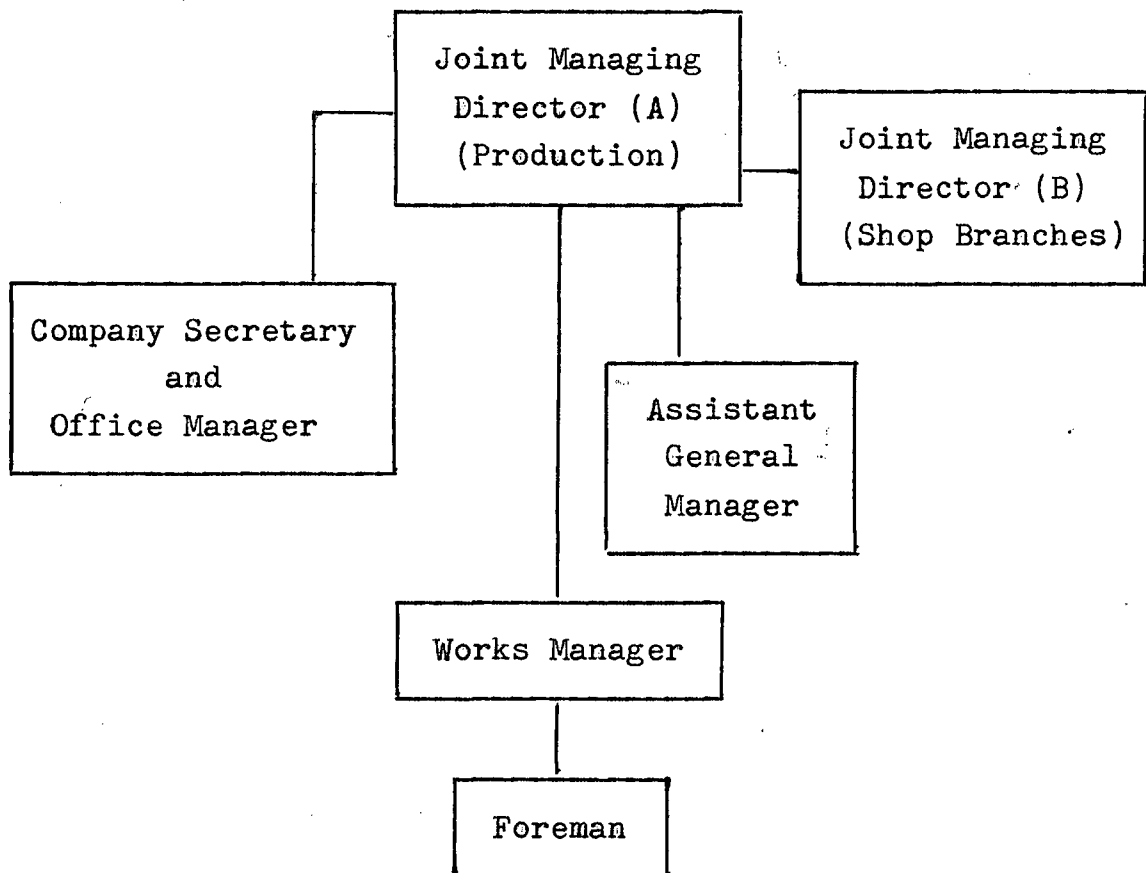 Joint Managing
Director (A)
(Production)
Joint Managing
Director (B)
(Shop Branches)
Company Secretary
and
Office Manager
Assistant
General
Manager
Works Manager
Foreman